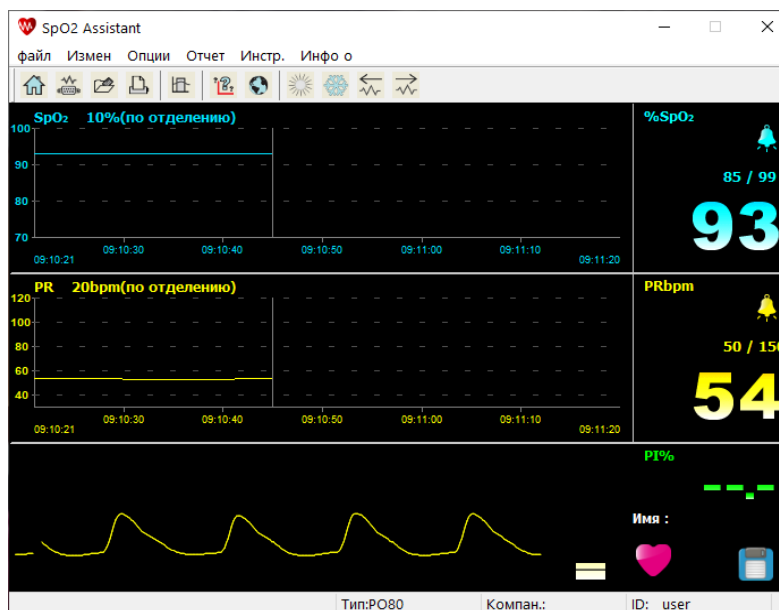 SpO2 Assistant
файл Измен Опции Отчет Инстр. Инфо о
SpO₂ 10%(по отделению)
100
90
80
70
09:10:21 09:10:30 09:10:40 09:10:50 09:11:00 09:11:10 09:11:20
%SpO₂
85 / 99
93
PR 20bpm(по отделению)
120
100
80
60
40
09:10:21 09:10:30 09:10:40 09:10:50 09:11:00 09:11:10 09:11:20
PRbpm
50 / 150
54
PI%
--.-
Имя :
Тип:PO80 Компан.: ID: user